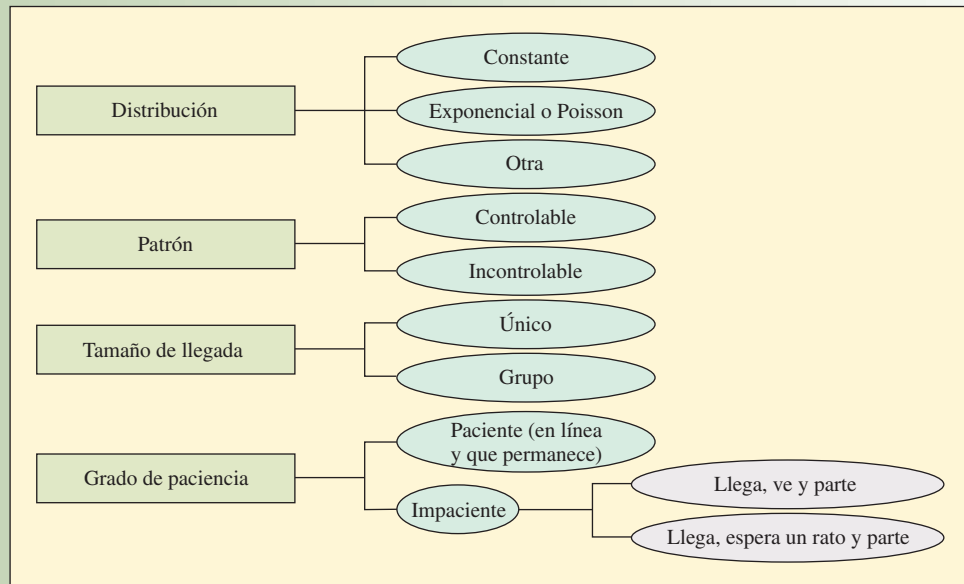 Distribución
Constante
Exponencial o Poisson
Otra
Patrón
Controlable
Incontrolable
Tamaño de llegada
Único
Grupo
Grado de paciencia
Paciente (en línea
y que permanece)
Impaciente
Llega, ve y parte
Llega, espera un rato y parte